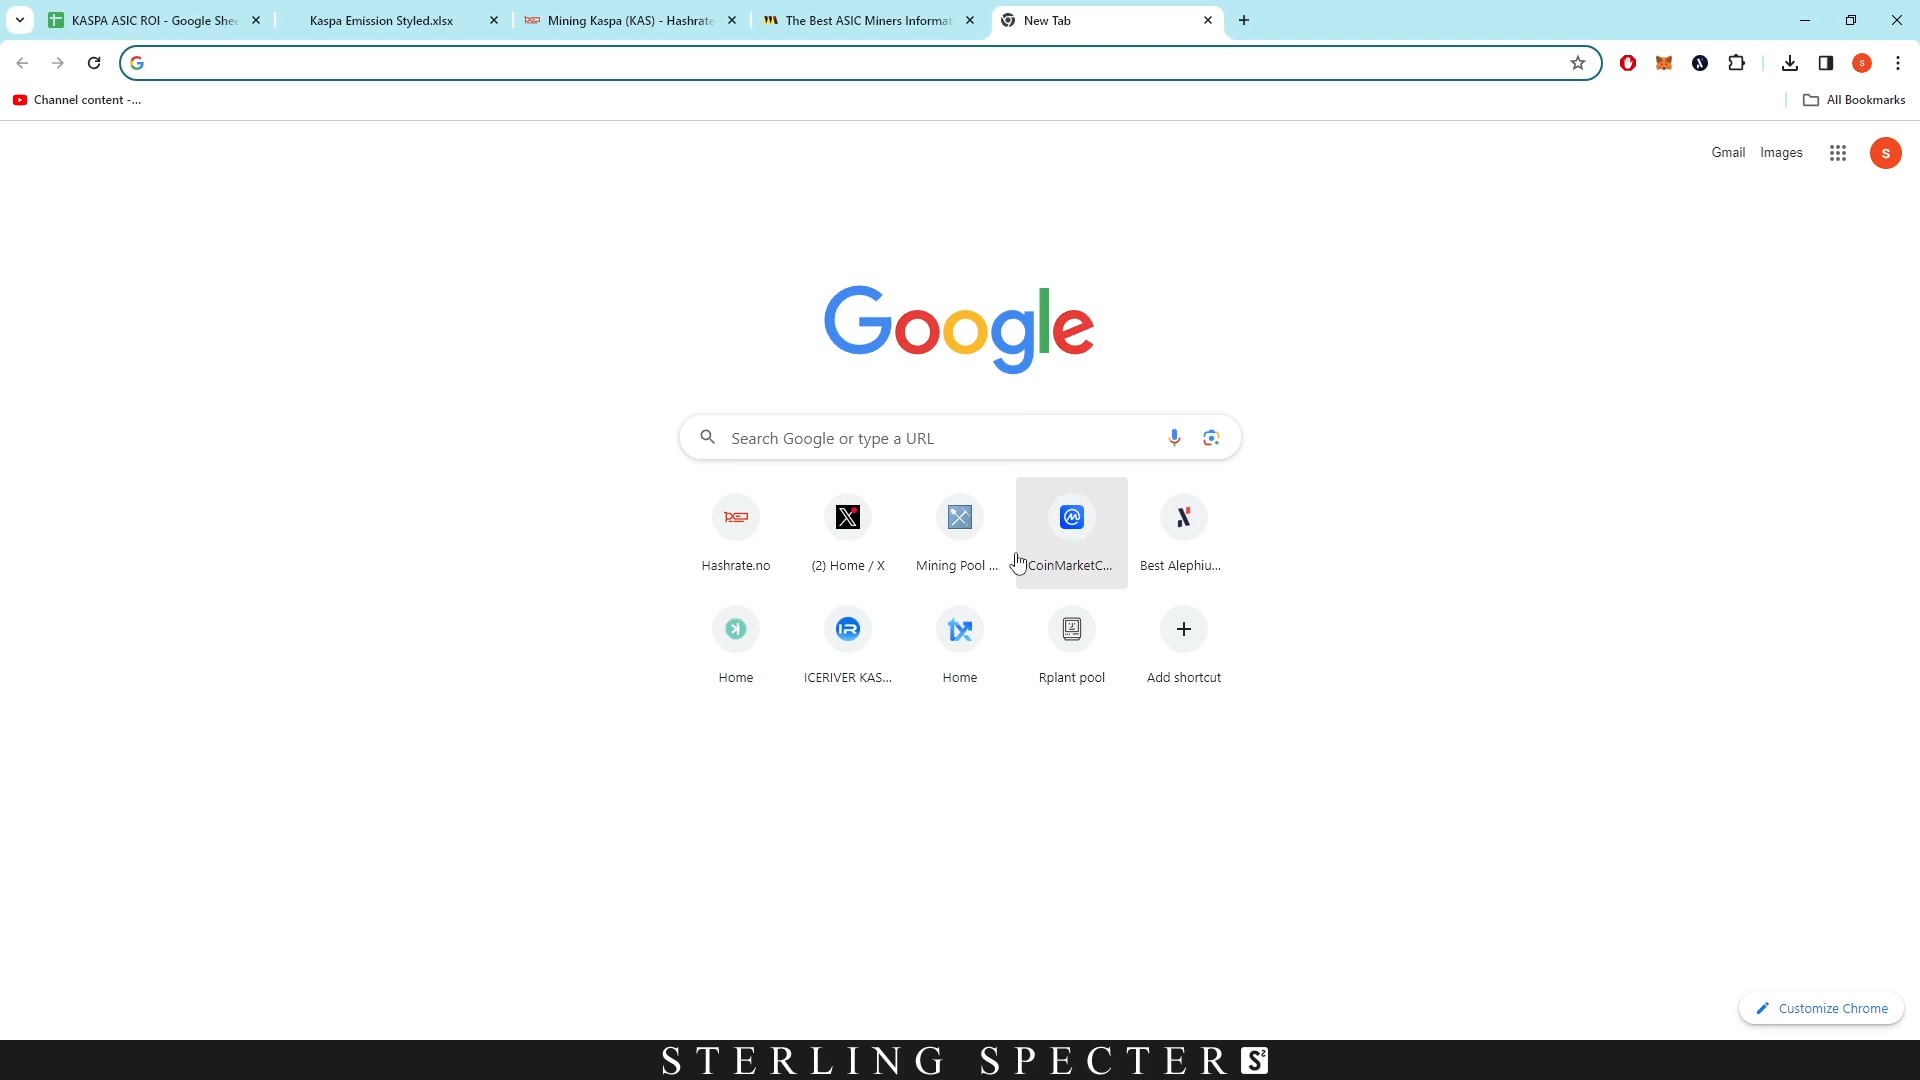 KASPA ASIC ROI - Google Shee
Kaspa Emission Styled.xlsx
Mining Kaspa (KAS) - Hashrate
The Best ASIC Miners Informat
New Tab
Channel content -...
All Bookmarks
Gmail
Images
S
Google
Search Google or type a URL
Hashrate.no
(2) Home / X
Mining Pool ...
CoinMarketC...
Best Alephiu...
Home
ICERIVER KAS...
Home
Rplant pool
Add shortcut
Customize Chrome
STERLING SPECTER S²